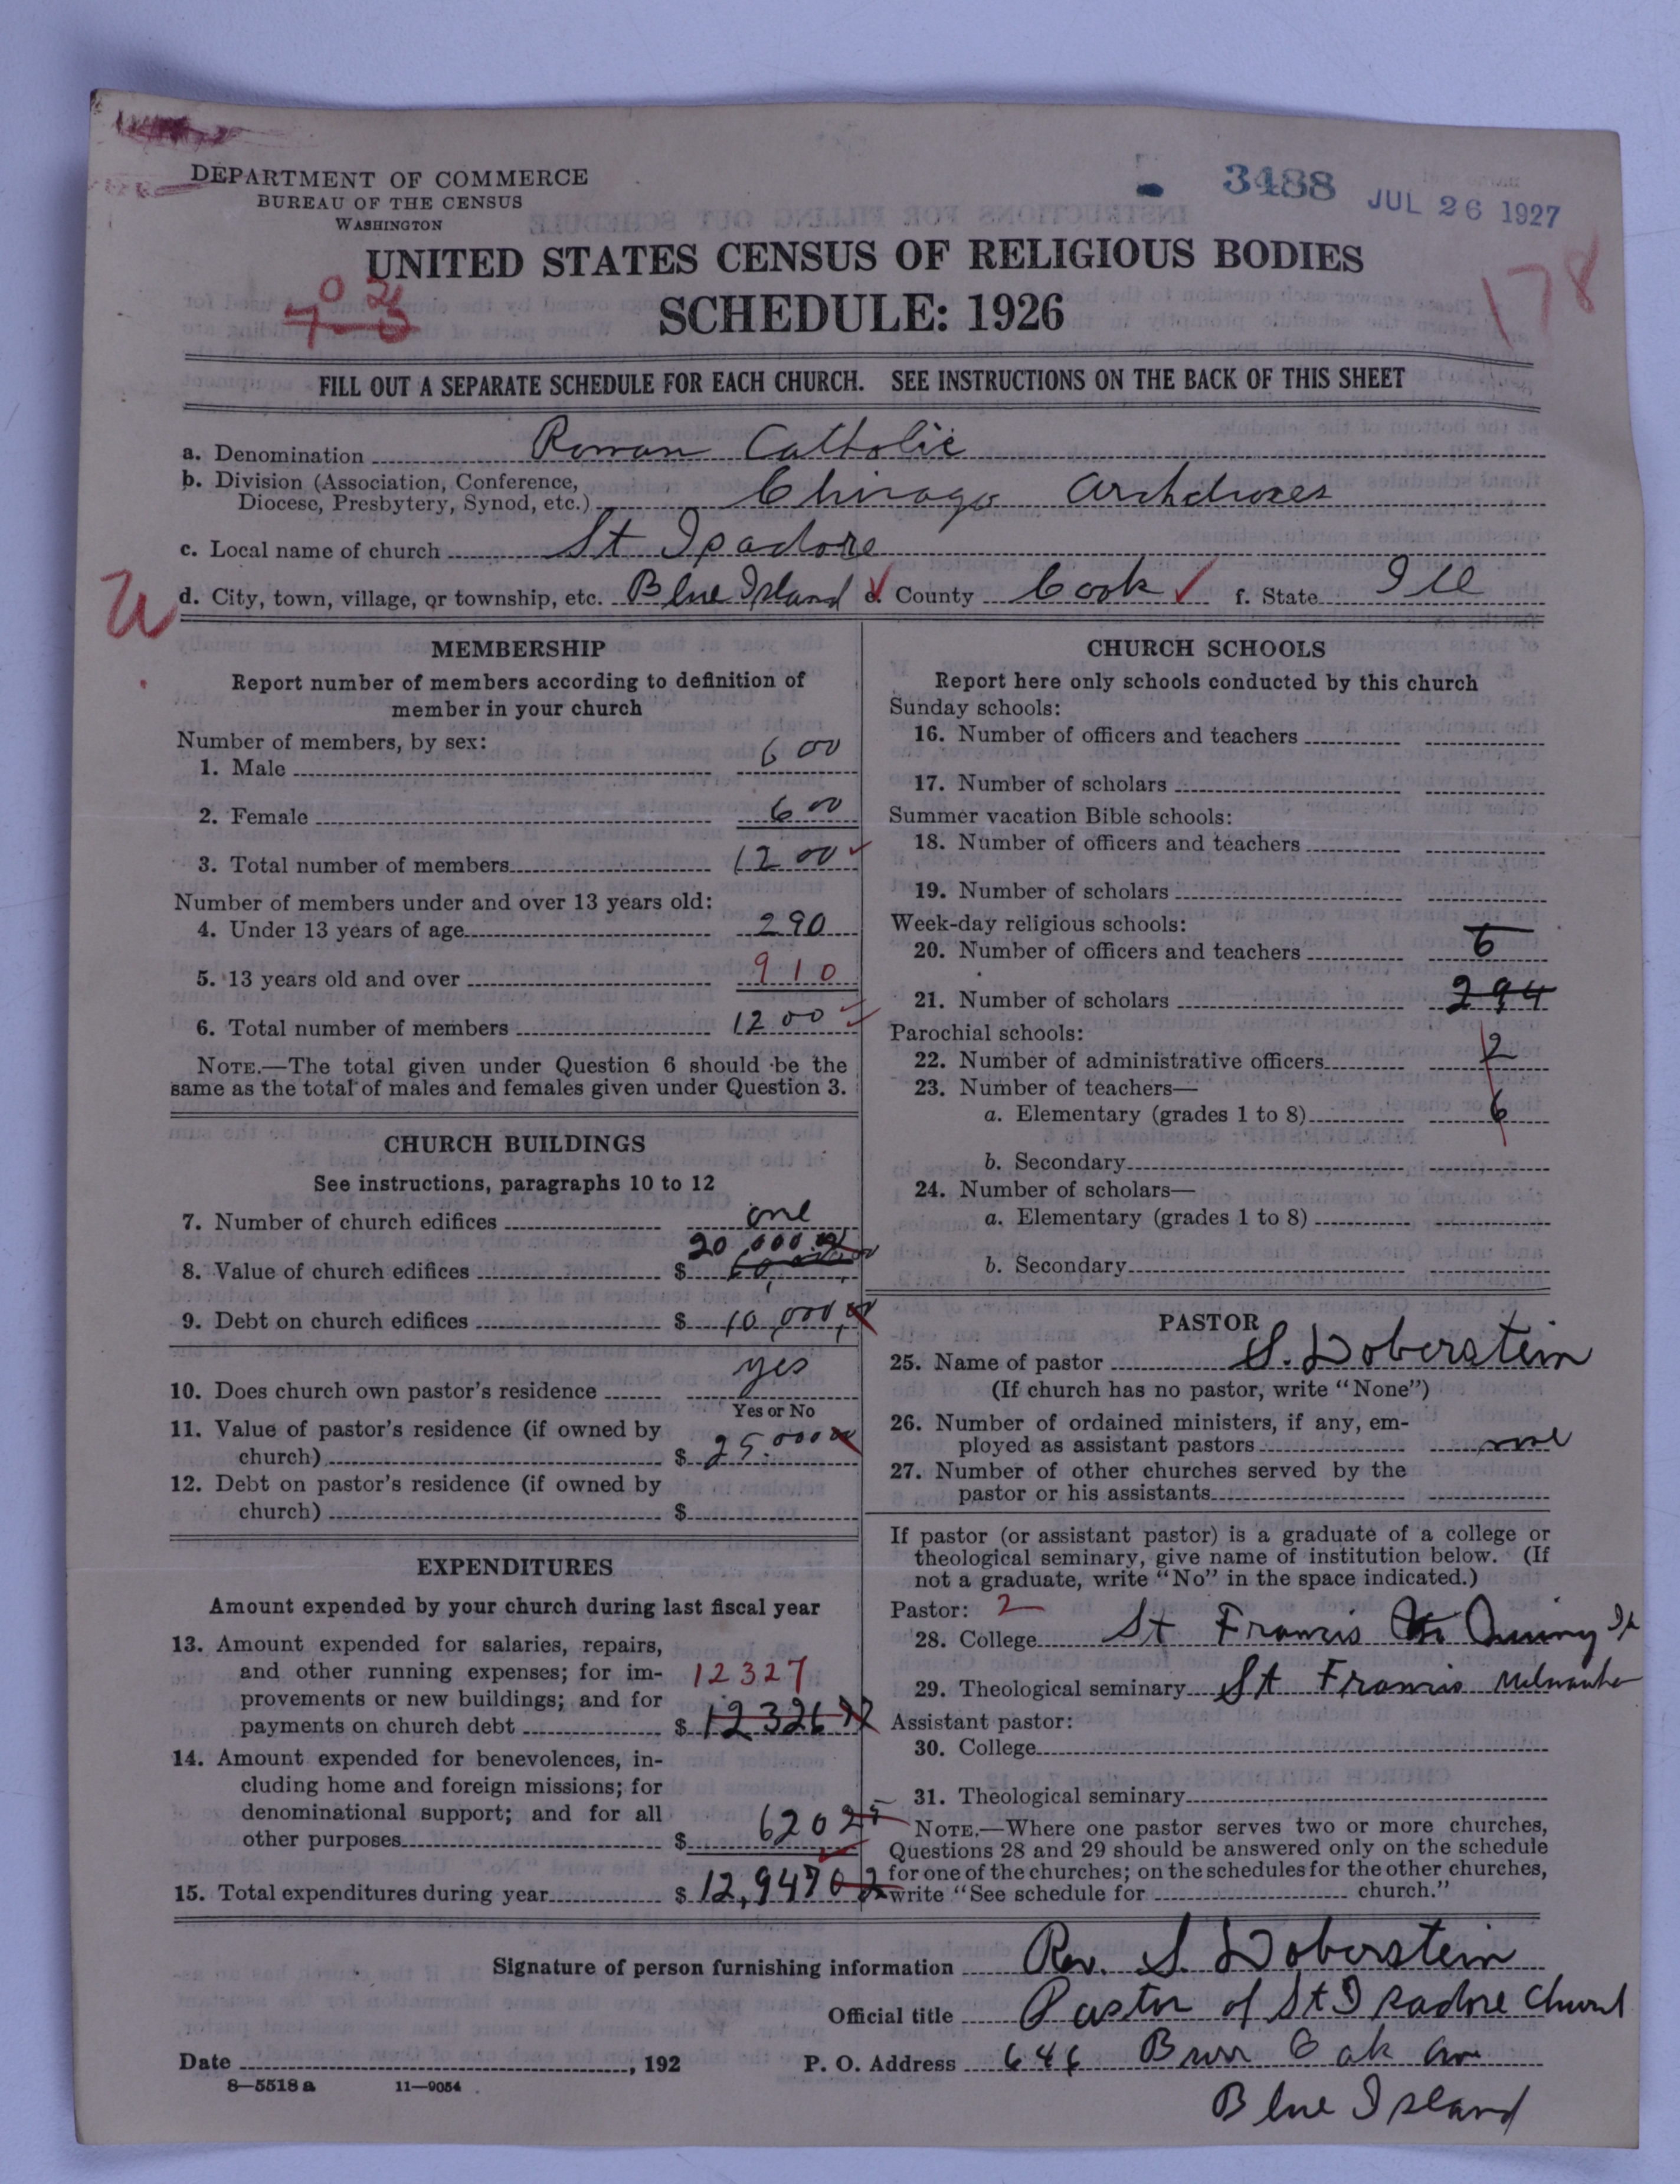 DEPARTMENT OF COMMERCE
BUREAU OF THE CENSUS
WASHINGTON
3488 JUL 26 1927
UNITED STATES CENSUS OF RELIGIOUS BODIES
SCHEDULE: 1926
178
FILL OUT A SEPARATE SCHEDULE FOR EACH CHURCH. SEE INSTRUCTIONS ON THE BACK OF THIS SHEET
a. Denomination Roman Catholic
b. Division (Association, Conference,
Diocese, Presbytery, Synod, etc.) Chicago
c. Local name of church St Isadore
d. City, town, village, or township, etc. Blue Island e. County Cook f. State Ill
MEMBERSHIP
Report number of members according to definition of
member in your church
Number of members, by sex:
1. Male 600
2. Female 600
3. Total number of members 1200
Number of members under and over 13 years old:
4. Under 13 years of age 290
5. 13 years old and over 910
6. Total number of members 1200
NOTE.—The total given under Question 6 should be the
same as the total of males and females given under Question 3.
CHURCH BUILDINGS
See instructions, paragraphs 10 to 12
7. Number of church edifices one
20,000.00
8. Value of church edifices $
9. Debt on church edifices $ 10,000,00
10. Does church own pastor's residence yes
Yes or No
11. Value of pastor's residence (if owned by
church) $ 25.00000
12. Debt on pastor's residence (if owned by
church) $
EXPENDITURES
Amount expended by your church during last fiscal year
13. Amount expended for salaries, repairs,
and other running expenses; for im- 12327
provements or new buildings; and for
payments on church debt $ 12326 77
14. Amount expended for benevolences, in-
cluding home and foreign missions; for
denominational support; and for all
other purposes $ 620 25
15. Total expenditures during year $ 12,947 02
CHURCH SCHOOLS
Report here only schools conducted by this church
Sunday schools:
16. Number of officers and teachers
17. Number of scholars
Summer vacation Bible schools:
18. Number of officers and teachers
19. Number of scholars
Week-day religious schools:
20. Number of officers and teachers 6
21. Number of scholars 294
Parochial schools:
22. Number of administrative officers 2
23. Number of teachers—
a. Elementary (grades 1 to 8) 6
b. Secondary
24. Number of scholars—
a. Elementary (grades 1 to 8)
b. Secondary
PASTOR
25. Name of pastor S. Doberstein
(If church has no pastor, write "None")
26. Number of ordained ministers, if any, em-
ployed as assistant pastors
27. Number of other churches served by the
pastor or his assistants
If pastor (or assistant pastor) is a graduate of a college or
theological seminary, give name of institution below. (If
not a graduate, write "No" in the space indicated.)
Pastor: 2
28. College St Francis Quincy Ill
29. Theological seminary St Francis Milwaukee
Assistant pastor:
30. College
31. Theological seminary
NOTE.—Where one pastor serves two or more churches,
Questions 28 and 29 should be answered only on the schedule
for one of the churches; on the schedules for the other churches,
write "See schedule for church."
Signature of person furnishing information Rev. S. Doberstein
Official title Pastor of St Isadore Church
Date , 192 P. O. Address 646 Burr Oak Ave
8—5518 a 11—9054 Blue Island